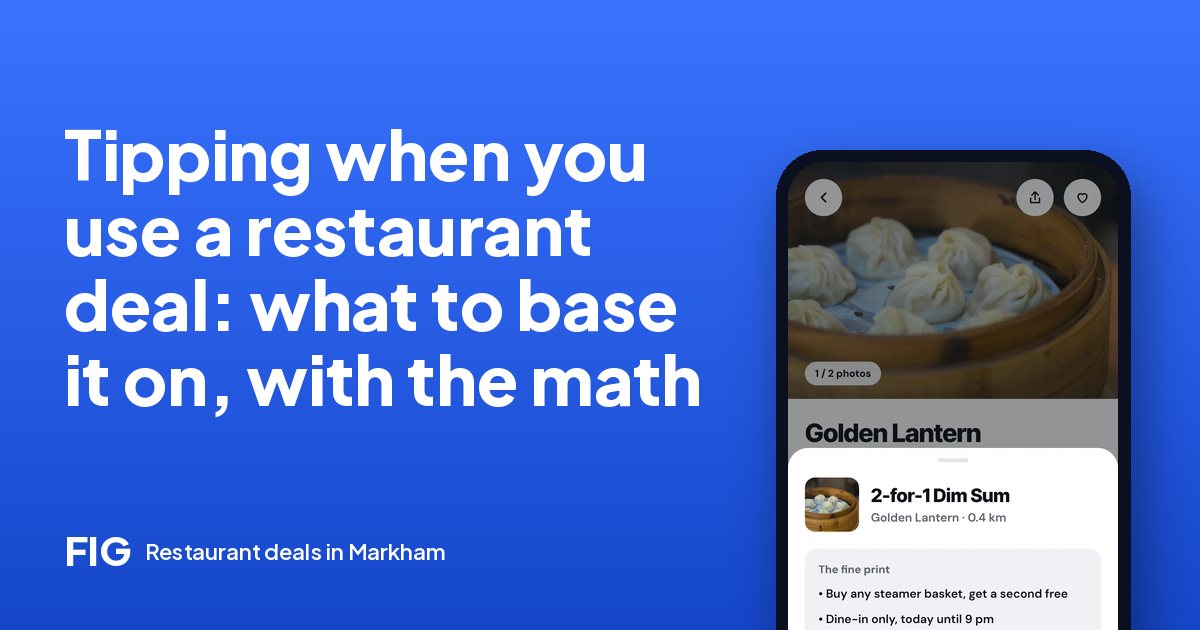 Tipping when you
use a restaurant
deal: what to base
it on, with the math
FIG Restaurant deals in Markham
1 / 2 photos
Golden Lantern
2-for-1 Dim Sum
Golden Lantern · 0.4 km
The fine print
• Buy any steamer basket, get a second free
• Dine-in only, today until 9 pm